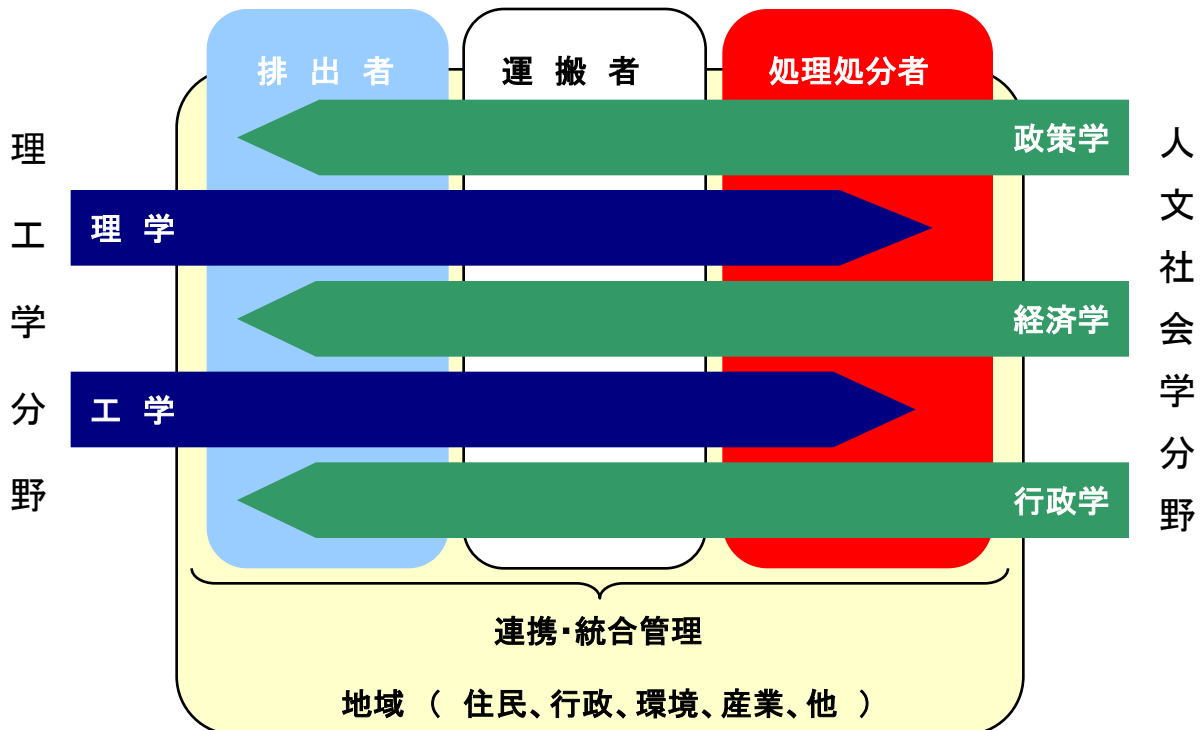 排 出 者
運 搬 者
処理処分者
理工学分野
人文社会学分野
政策学
理 学
経済学
工 学
行政学
連携・統合管理
地域 ( 住民、行政、環境、産業、他 )